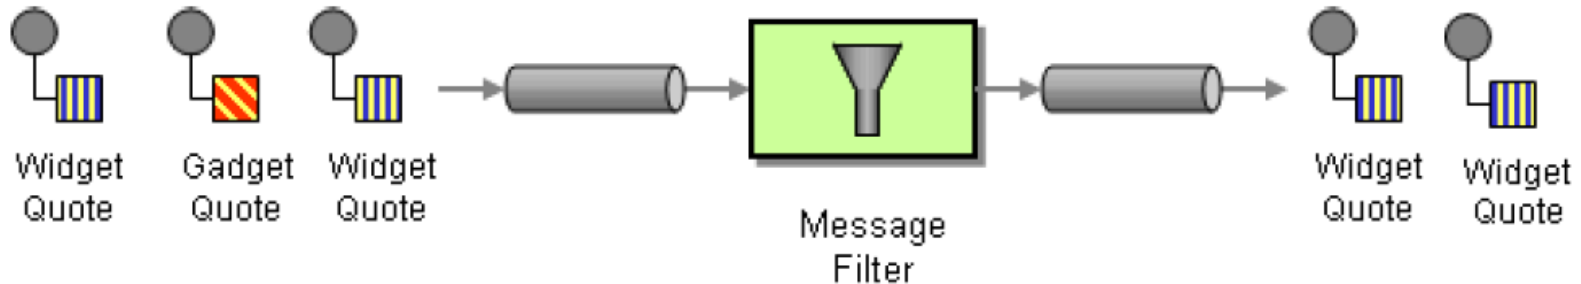 Widget
Quote
Gadget
Quote
Widget
Quote
Message
Filter
Widget
Quote
Widget
Quote